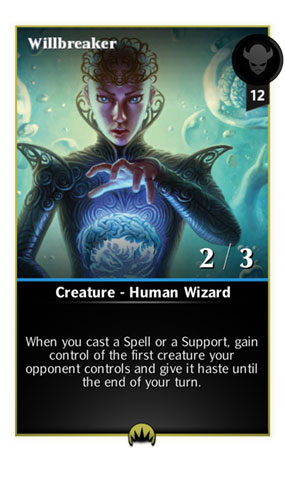 Willbreaker
12
2 / 3
Creature - Human Wizard
When you cast a Spell or a Support, gain
control of the first creature your
opponent controls and give it haste until
the end of your turn.